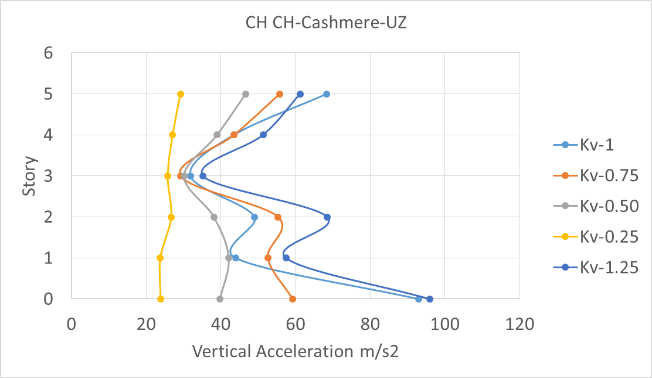 CH CH-Cashmere-UZ
6
5
4
3
2
1
0
Story
0 20 40 60 80 100 120
Vertical Acceleration m/s2
Kv-1
Kv-0.75
Kv-0.50
Kv-0.25
Kv-1.25